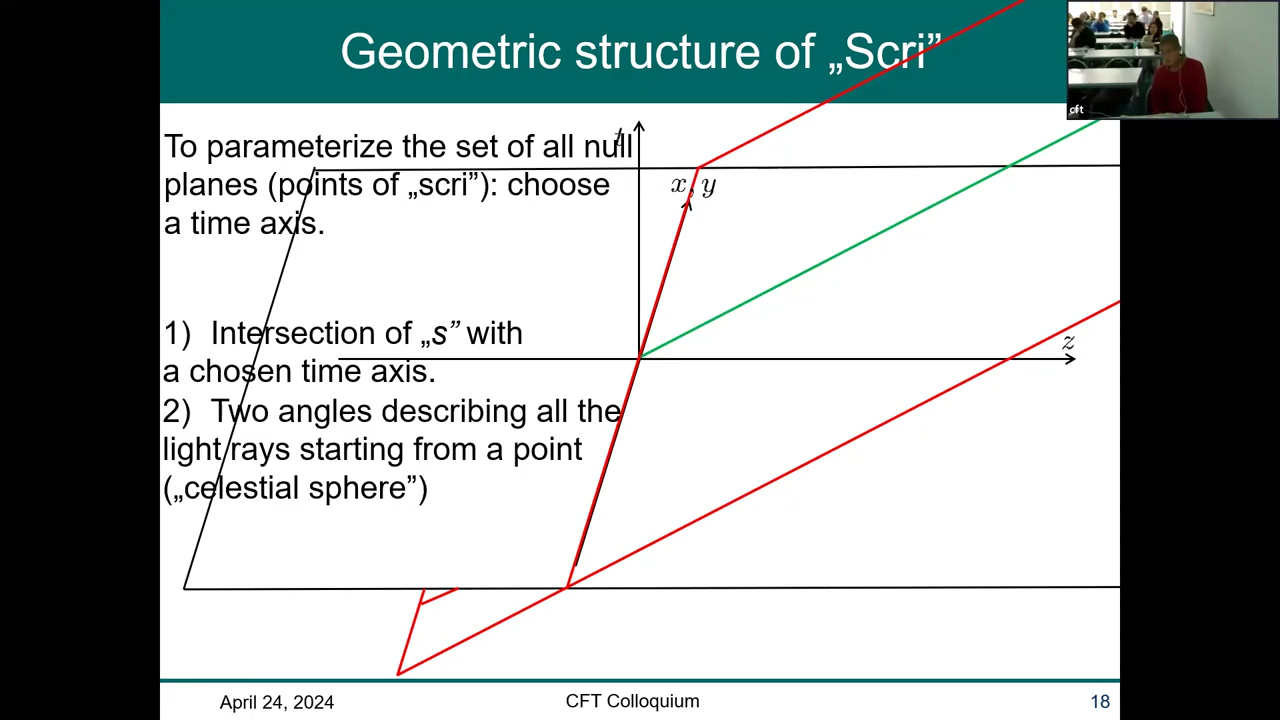 Geometric structure of „Scri”
cft
To parameterize the set of all null
planes (points of „scri”): choose
a time axis.
t
x, y
1) Intersection of „s” with
a chosen time axis.
z
2) Two angles describing all the
light rays starting from a point
(„celestial sphere”)
April 24, 2024
CFT Colloquium
18